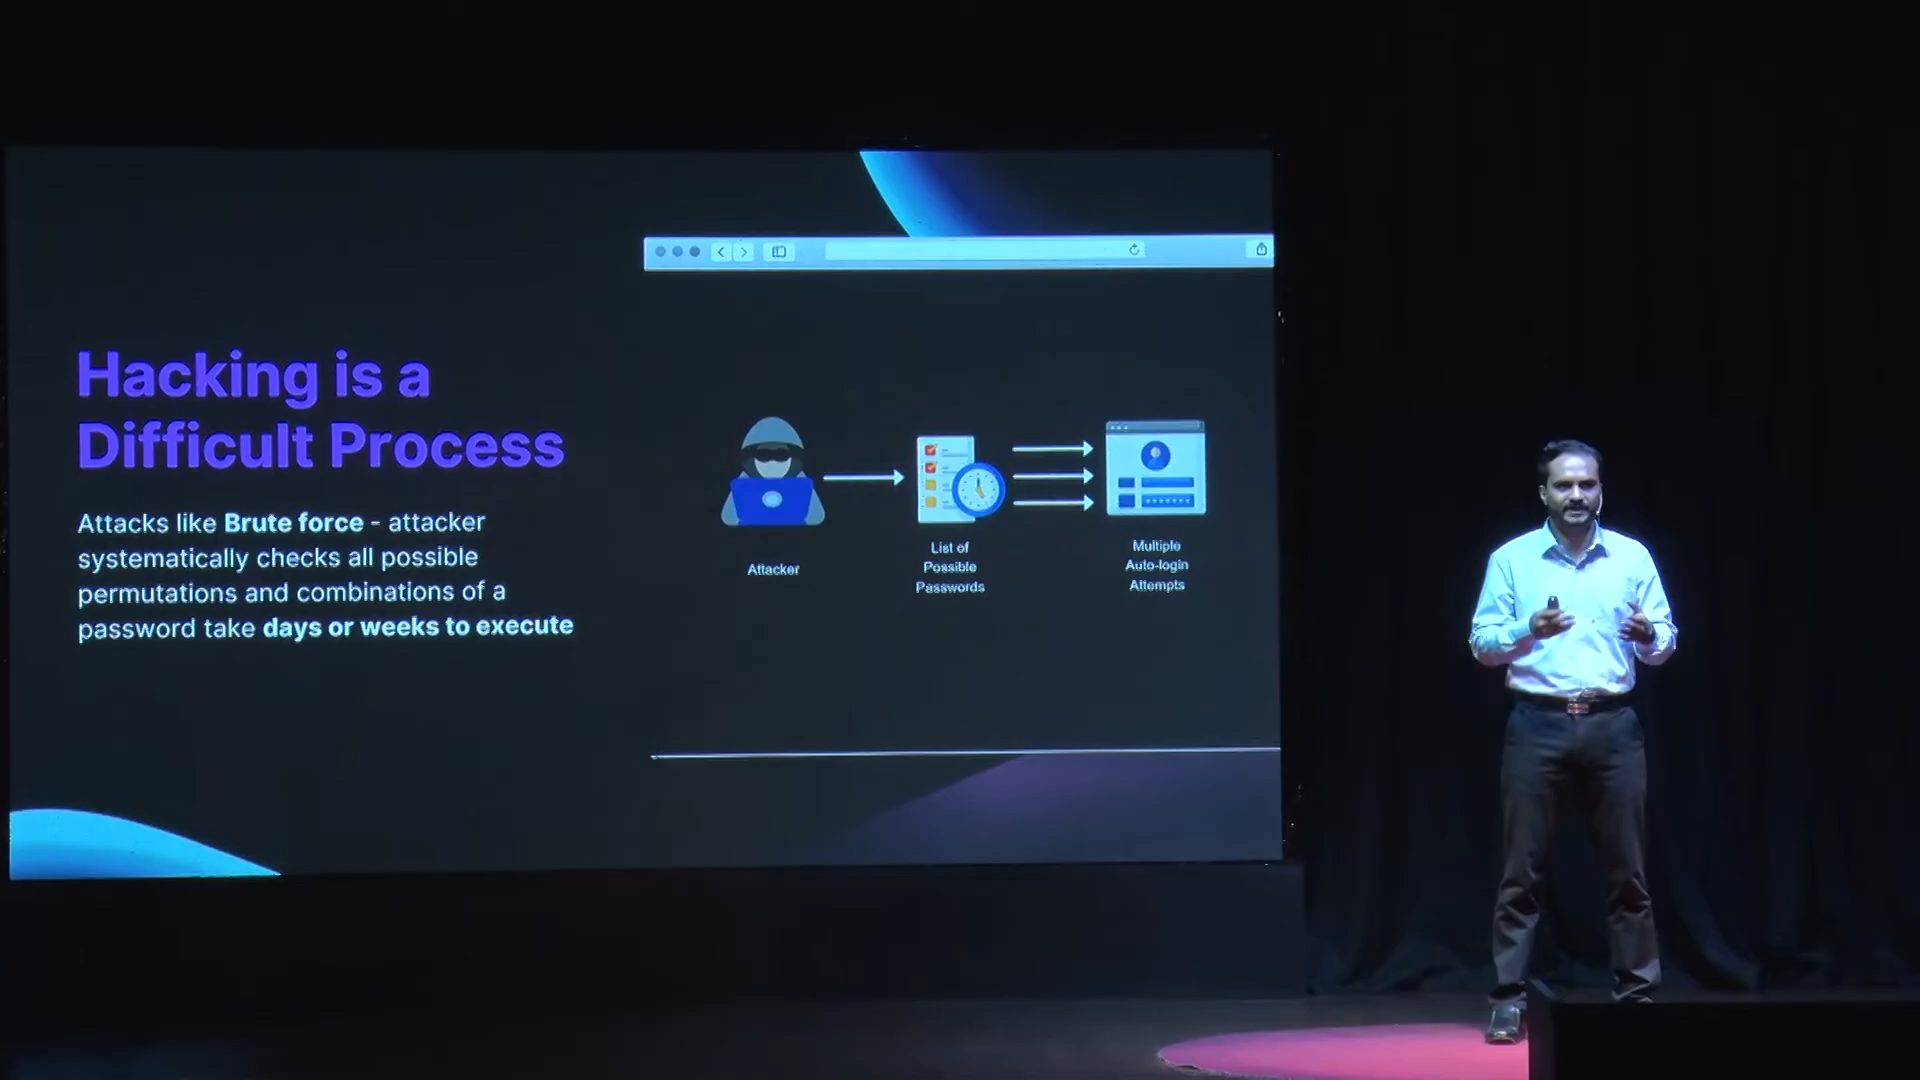 Hacking is a
Difficult Process
Attacks like Brute force - attacker
systematically checks all possible
permutations and combinations of a
password take days or weeks to execute
Attacker
List of
Possible
Passwords
Multiple
Auto-login
Attempts